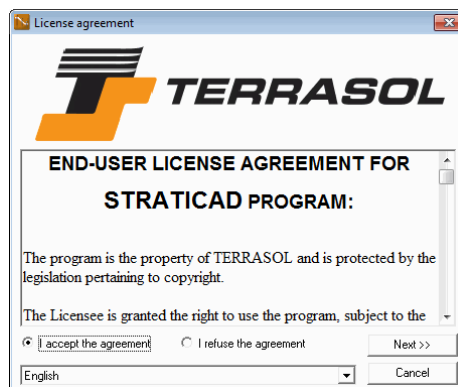 License agreement
TERRASOL
END-USER LICENSE AGREEMENT FOR
STRATICAD PROGRAM:
The program is the property of TERRASOL and is protected by the
legislation pertaining to copyright.
The Licensee is granted the right to use the program, subject to the
I accept the agreement
I refuse the agreement
Next >>
English
Cancel